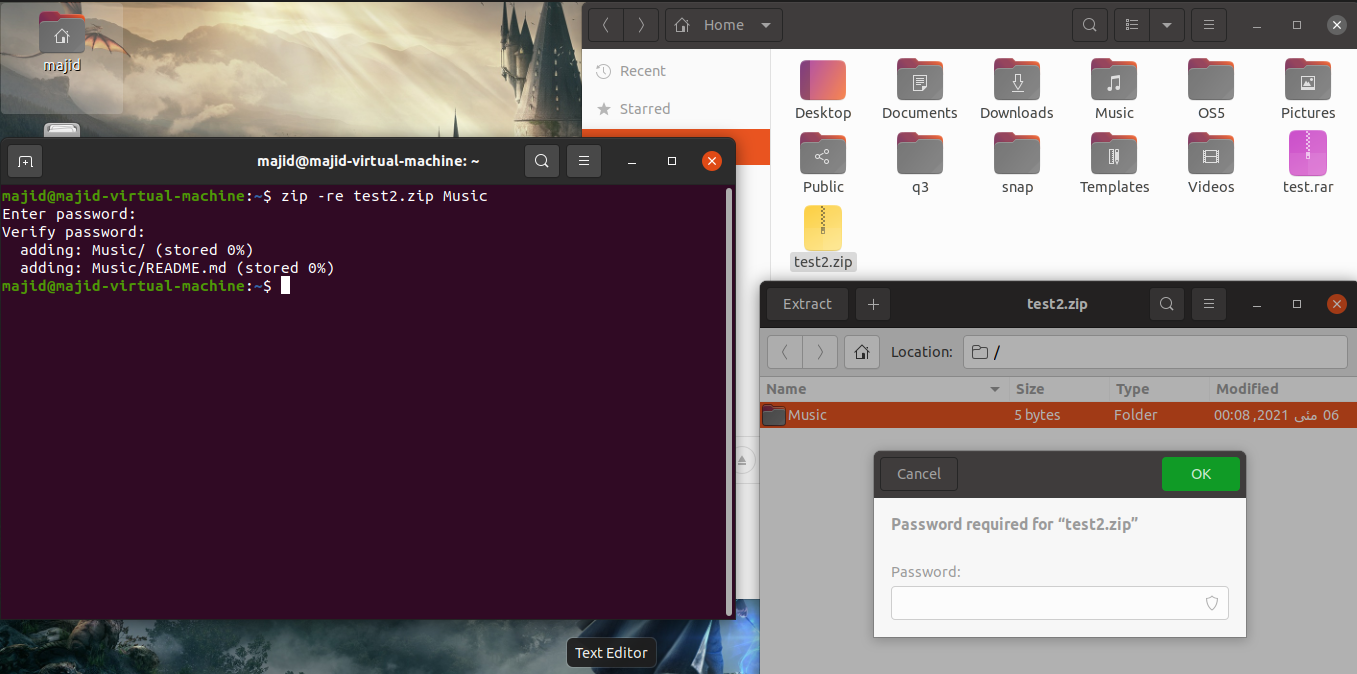 majid
Home
Recent
Starred
Desktop
Documents
Downloads
Music
OS5
Pictures
Public
q3
snap
Templates
Videos
test.rar
test2.zip
majid@majid-virtual-machine: ~
majid@majid-virtual-machine:~$ zip -re test2.zip Music
Enter password:
Verify password:
  adding: Music/ (stored 0%)
  adding: Music/README.md (stored 0%)
majid@majid-virtual-machine:~$
Extract
test2.zip
Location:
/
Name Size Type Modified
Music 5 bytes Folder 06 مئی 2021, 00:08
Cancel
OK
Password required for “test2.zip”
Password:
Text Editor